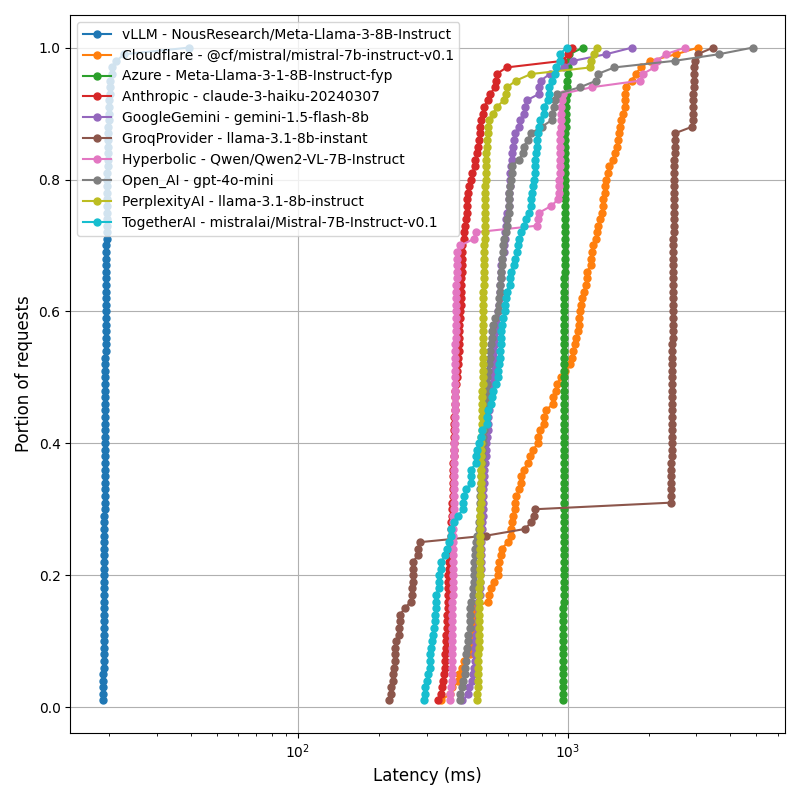 vLLM - NousResearch/Meta-Llama-3-8B-Instruct
Cloudflare - @cf/mistral/mistral-7b-instruct-v0.1
Azure - Meta-Llama-3-1-8B-Instruct-fyp
Anthropic - claude-3-haiku-20240307
GoogleGemini - gemini-1.5-flash-8b
GroqProvider - llama-3.1-8b-instant
Hyperbolic - Qwen/Qwen2-VL-7B-Instruct
Open_AI - gpt-4o-mini
PerplexityAI - llama-3.1-8b-instruct
TogetherAI - mistralai/Mistral-7B-Instruct-v0.1
1.0
0.8
0.6
0.4
0.2
0.0
Portion of requests
10² 10³
Latency (ms)